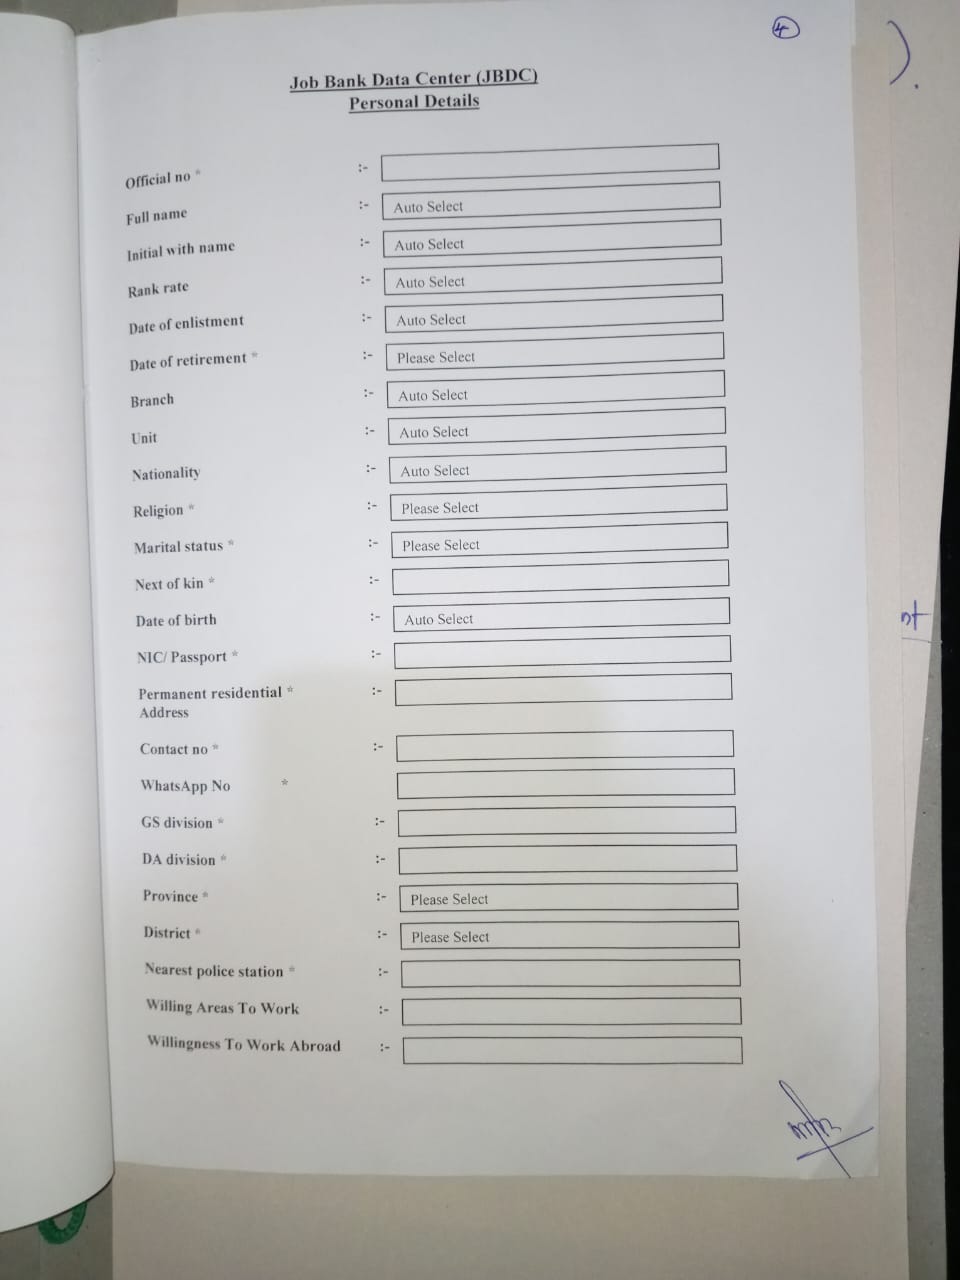 4
Job Bank Data Center (JBDC)
Personal Details
Official no * :-
Full name :- Auto Select
Initial with name :- Auto Select
Rank rate :- Auto Select
Date of enlistment :- Auto Select
Date of retirement * :- Please Select
Branch :- Auto Select
Unit :- Auto Select
Nationality :- Auto Select
Religion * :- Please Select
Marital status * :- Please Select
Next of kin * :-
Date of birth :- Auto Select
NIC/ Passport * :-
Permanent residential * :-
Address
Contact no * :-
WhatsApp No *
GS division * :-
DA division * :-
Province * :- Please Select
District * :- Please Select
Nearest police station * :-
Willing Areas To Work :-
Willingness To Work Abroad :-